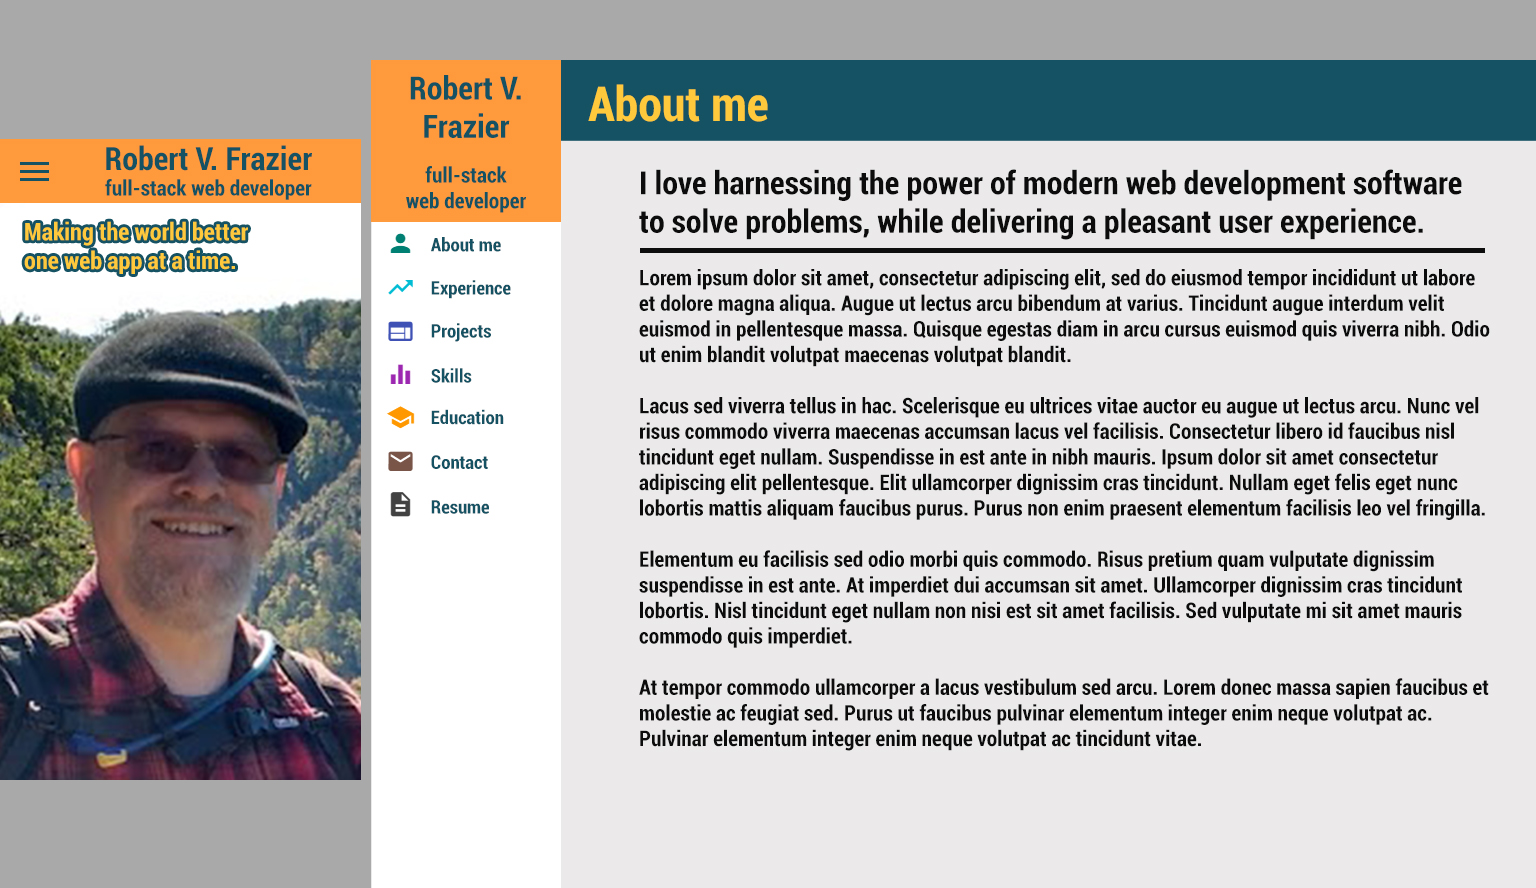 Robert V. Frazier
full-stack web developer
Making the world better
one web app at a time.
Robert V.
Frazier
full-stack
web developer
About me
Experience
Projects
Skills
Education
Contact
Resume
About me
I love harnessing the power of modern web development software
to solve problems, while delivering a pleasant user experience.
Lorem ipsum dolor sit amet, consectetur adipiscing elit, sed do eiusmod tempor incididunt ut labore
et dolore magna aliqua. Augue ut lectus arcu bibendum at varius. Tincidunt augue interdum velit
euismod in pellentesque massa. Quisque egestas diam in arcu cursus euismod quis viverra nibh. Odio
ut enim blandit volutpat maecenas volutpat blandit.
Lacus sed viverra tellus in hac. Scelerisque eu ultrices vitae auctor eu augue ut lectus arcu. Nunc vel
risus commodo viverra maecenas accumsan lacus vel facilisis. Consectetur libero id faucibus nisl
tincidunt eget nullam. Suspendisse in est ante in nibh mauris. Ipsum dolor sit amet consectetur
adipiscing elit pellentesque. Elit ullamcorper dignissim cras tincidunt. Nullam eget felis eget nunc
lobortis mattis aliquam faucibus purus. Purus non enim praesent elementum facilisis leo vel fringilla.
Elementum eu facilisis sed odio morbi quis commodo. Risus pretium quam vulputate dignissim
suspendisse in est ante. At imperdiet dui accumsan sit amet. Ullamcorper dignissim cras tincidunt
lobortis. Nisl tincidunt eget nullam non nisi est sit amet facilisis. Sed vulputate mi sit amet mauris
commodo quis imperdiet.
At tempor commodo ullamcorper a lacus vestibulum sed arcu. Lorem donec massa sapien faucibus et
molestie ac feugiat sed. Purus ut faucibus pulvinar elementum integer enim neque volutpat ac.
Pulvinar elementum integer enim neque volutpat ac tincidunt vitae.